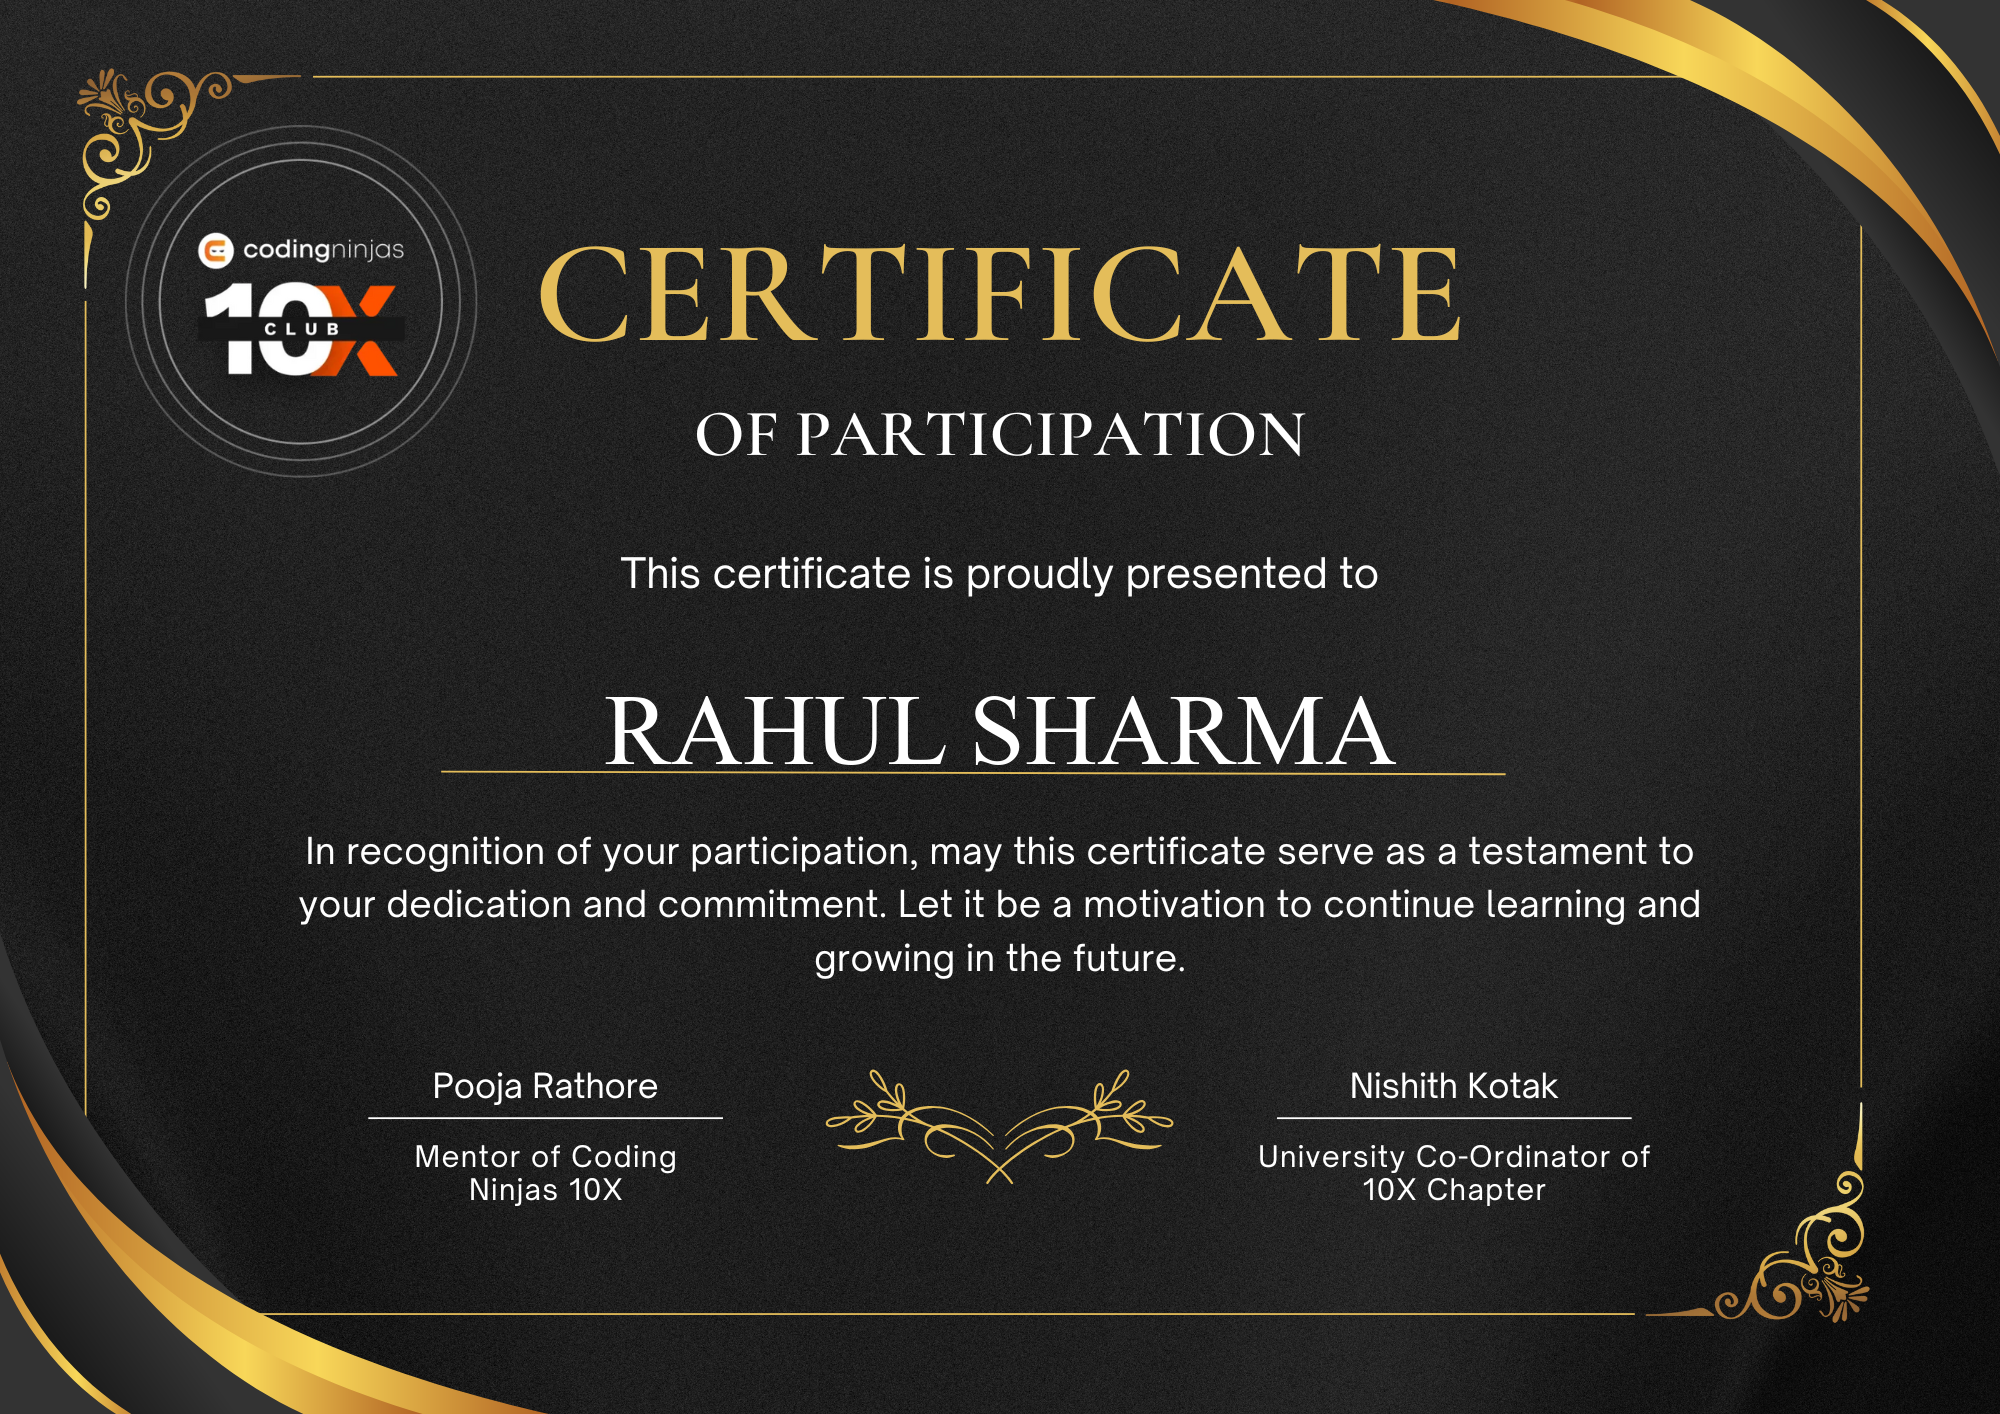 codingninjas
10X
CLUB
CERTIFICATE
OF PARTICIPATION
This certificate is proudly presented to
RAHUL SHARMA
In recognition of your participation, may this certificate serve as a testament to
your dedication and commitment. Let it be a motivation to continue learning and
growing in the future.
Pooja Rathore
Mentor of Coding
Ninjas 10X
Nishith Kotak
University Co-Ordinator of
10X Chapter